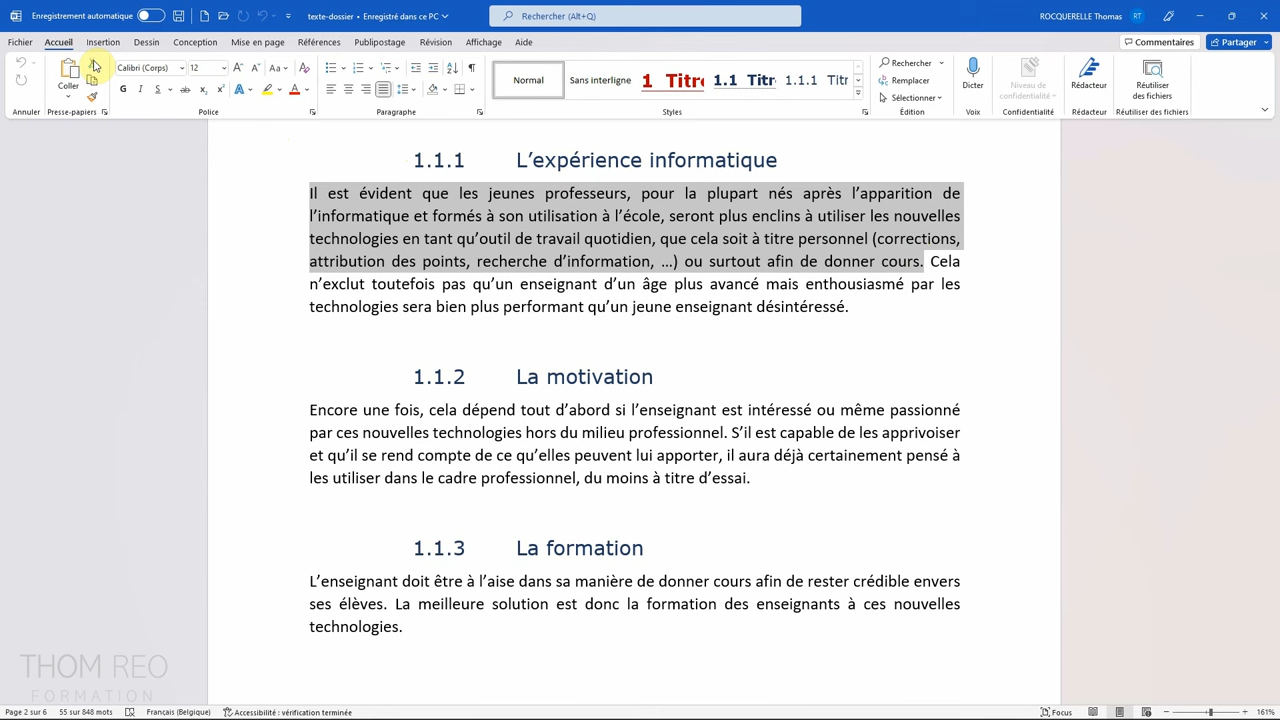 Enregistrement automatique
texte-dossier • Enregistré dans ce PC
Rechercher (Alt+Q)
ROCQUERELLE Thomas
RT
Fichier Accueil Insertion Dessin Conception Mise en page Références Publipostage Révision Affichage Aide
Commentaires
Partager
Coller
Calibri (Corps)
12
Aa
G I S ab x₂ x²
Normal
Sans interligne
1 Titre
1.1 Titr
1.1.1 Titr
Rechercher
Remplacer
Sélectionner
Dicter
Niveau de
confidentialité
Rédacteur
Réutiliser
des fichiers
Annuler Presse-papiers Police Paragraphe Styles Édition Voix Confidentialité Rédacteur Réutiliser des fichiers
1.1.1 L’expérience informatique
Il est évident que les jeunes professeurs, pour la plupart nés après l’apparition de
l’informatique et formés à son utilisation à l’école, seront plus enclins à utiliser les nouvelles
technologies en tant qu’outil de travail quotidien, que cela soit à titre personnel (corrections,
attribution des points, recherche d’information, …) ou surtout afin de donner cours. Cela
n’exclut toutefois pas qu’un enseignant d’un âge plus avancé mais enthousiasmé par les
technologies sera bien plus performant qu’un jeune enseignant désintéressé.
1.1.2 La motivation
Encore une fois, cela dépend tout d’abord si l’enseignant est intéressé ou même passionné
par ces nouvelles technologies hors du milieu professionnel. S’il est capable de les apprivoiser
et qu’il se rend compte de ce qu’elles peuvent lui apporter, il aura déjà certainement pensé à
les utiliser dans le cadre professionnel, du moins à titre d’essai.
1.1.3 La formation
L’enseignant doit être à l’aise dans sa manière de donner cours afin de rester crédible envers
ses élèves. La meilleure solution est donc la formation des enseignants à ces nouvelles
technologies.
THOM REO
FORMATION
Page 2 sur 6 55 sur 848 mots Français (Belgique) Accessibilité : vérification terminée
Focus
161%